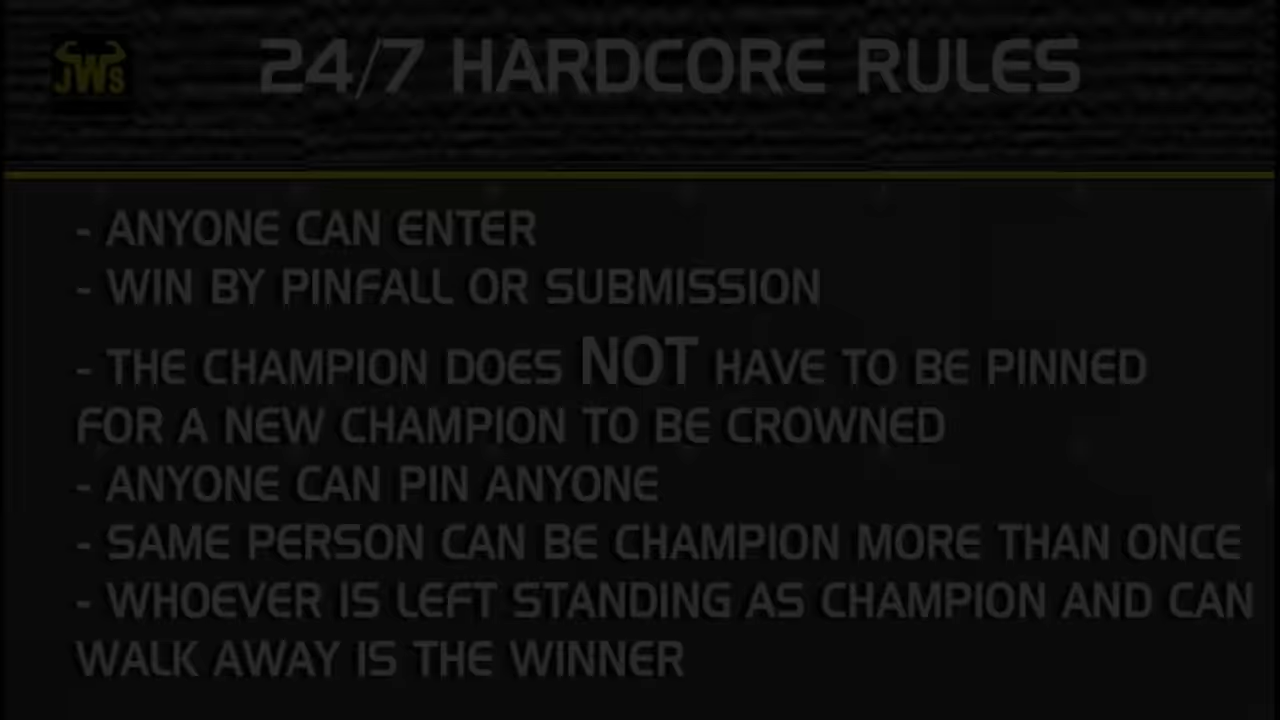 JWS
24/7 HARDCORE RULES
- ANYONE CAN ENTER
- WIN BY PINFALL OR SUBMISSION
- THE CHAMPION DOES NOT HAVE TO BE PINNED
FOR A NEW CHAMPION TO BE CROWNED
- ANYONE CAN PIN ANYONE
- SAME PERSON CAN BE CHAMPION MORE THAN ONCE
- WHOEVER IS LEFT STANDING AS CHAMPION AND CAN
WALK AWAY IS THE WINNER